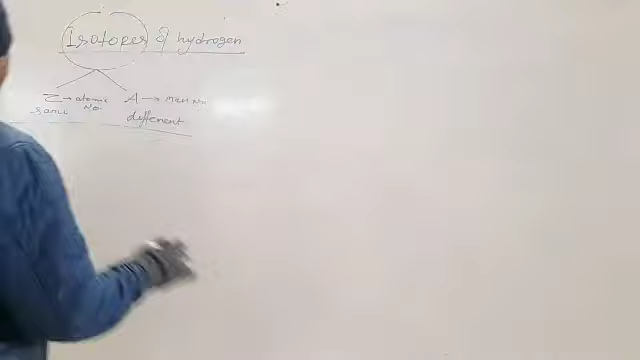 Isotopes of hydrogen
Z → atomic No
A → mass No
same
different